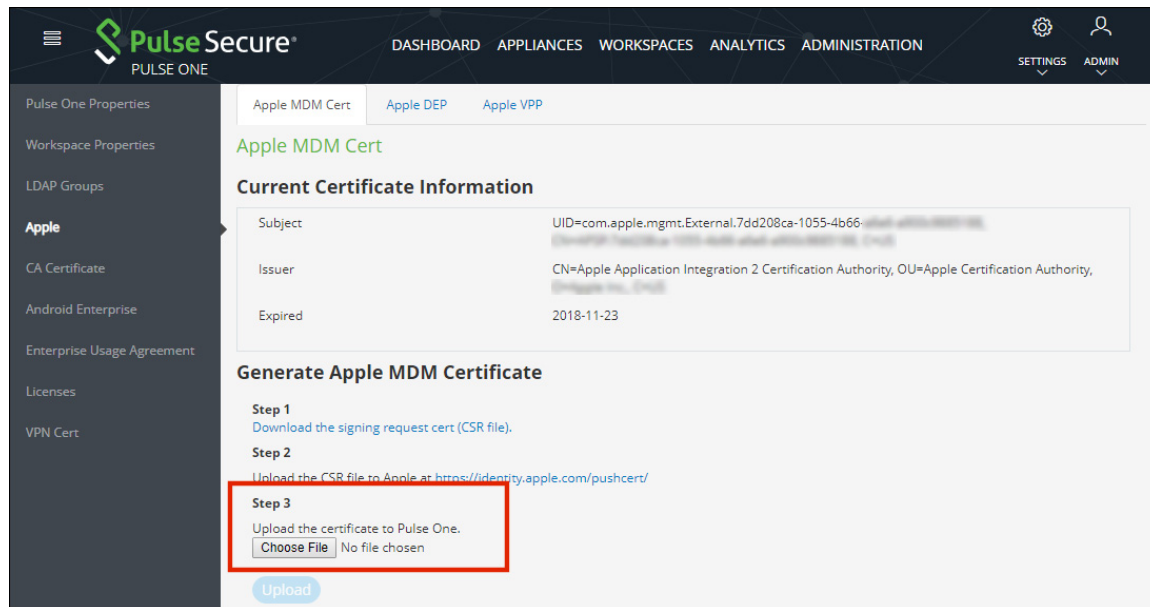 Pulse Secure®
PULSE ONE
DASHBOARD APPLIANCES WORKSPACES ANALYTICS ADMINISTRATION
SETTINGS
ADMIN
Pulse One Properties
Workspace Properties
LDAP Groups
Apple
CA Certificate
Android Enterprise
Enterprise Usage Agreement
Licenses
VPN Cert
Apple MDM Cert Apple DEP Apple VPP
Apple MDM Cert
Current Certificate Information
Subject UID=com.apple.mgmt.External.7dd208ca-1055-4b66-
Issuer CN=Apple Application Integration 2 Certification Authority, OU=Apple Certification Authority,
Expired 2018-11-23
Generate Apple MDM Certificate
Step 1
Download the signing request cert (CSR file).
Step 2
Upload the CSR file to Apple at https://identity.apple.com/pushcert/
Step 3
Upload the certificate to Pulse One.
Choose File No file chosen
Upload